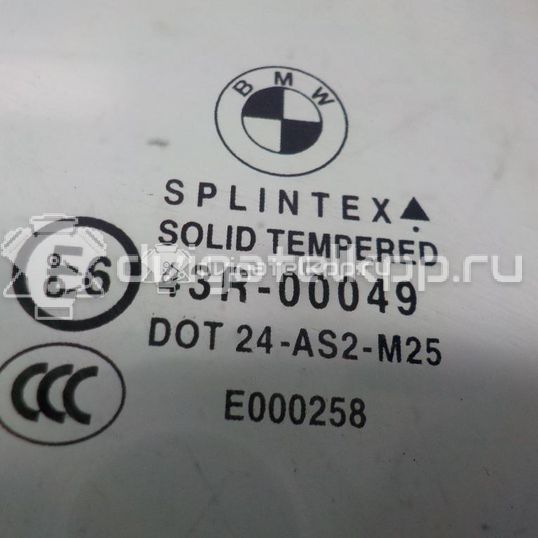 BMW
SPLINTEX
SOLID TEMPERED
E6
43R-00049
DOT 24-AS2-M25
CCC
E000258